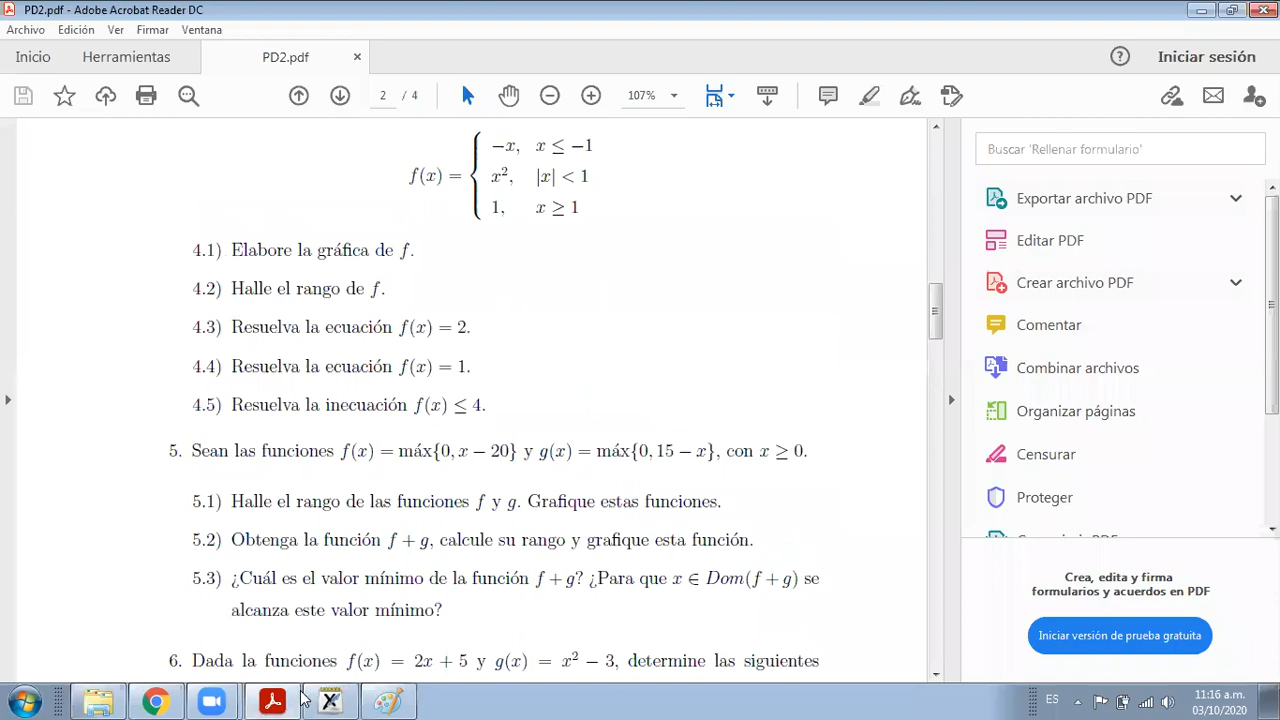 PD2.pdf - Adobe Acrobat Reader DC
Archivo Edición Ver Firmar Ventana
Inicio Herramientas PD2.pdf × Iniciar sesión
2 / 4 107%
f(x) = { −x, x ≤ −1
x², |x| < 1
1, x ≥ 1
4.1) Elabore la gráfica de f.
4.2) Halle el rango de f.
4.3) Resuelva la ecuación f(x) = 2.
4.4) Resuelva la ecuación f(x) = 1.
4.5) Resuelva la inecuación f(x) ≤ 4.
5. Sean las funciones f(x) = máx{0, x − 20} y g(x) = máx{0, 15 − x}, con x ≥ 0.
5.1) Halle el rango de las funciones f y g. Grafique estas funciones.
5.2) Obtenga la función f + g, calcule su rango y grafique esta función.
5.3) ¿Cuál es el valor mínimo de la función f + g? ¿Para que x ∈ Dom(f + g) se
alcanza este valor mínimo?
6. Dada la funciones f(x) = 2x + 5 y g(x) = x² − 3, determine las siguientes
Buscar 'Rellenar formulario'
Exportar archivo PDF
Editar PDF
Crear archivo PDF
Comentar
Combinar archivos
Organizar páginas
Censurar
Proteger
Crea, edita y firma
formularios y acuerdos en PDF
Iniciar versión de prueba gratuita
ES 11:16 a.m.
03/10/2020